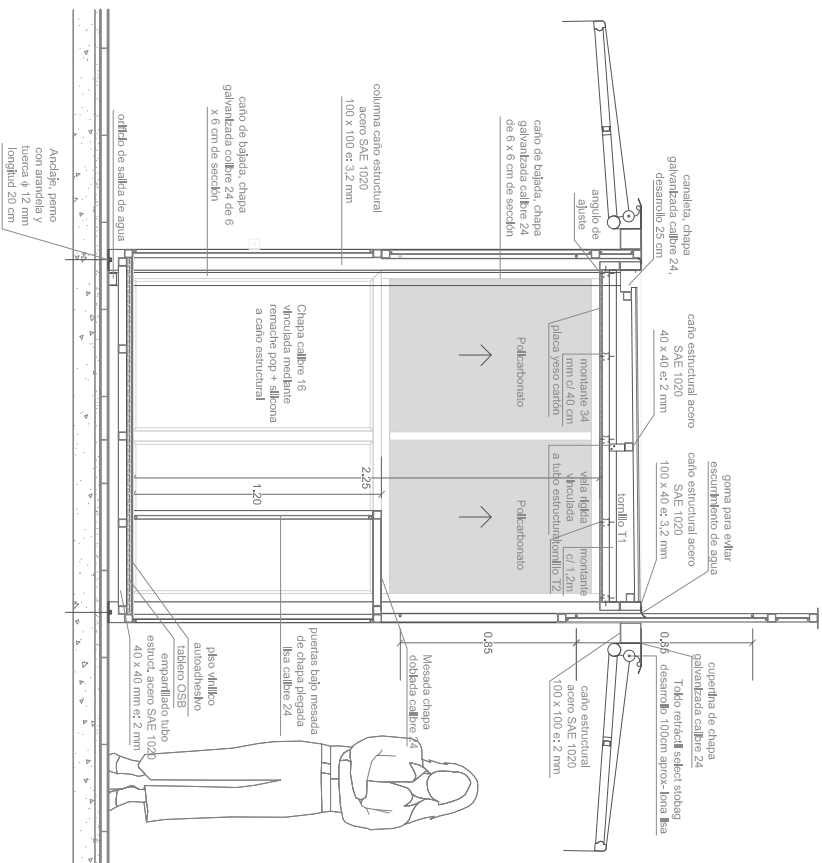 goma para evitar
escurrimiento de agua
caño estructural acero
SAE 1020
100 x 40 e: 3,2 mm
caño estructural acero
SAE 1020
40 x 40 e: 2 mm
canaleta, chapa
galvanizada calibre 24,
desarrollo 25 cm
angulo de
ajuste
cupertina de chapa
galvanizada calibre 24
Toldo retráctil select stobag
desarrollo 100cm aprox- lona lisa
0.85
caño estructural
acero SAE 1020
100 x 100 e: 2 mm
0.85
tornillo T1
montante
c/ 1,2m
tornillo T2
vela rígida
vinculada
a tubo estructural
montante 34
mm c/ 40 cm
placa yeso cartón
caño de bajada, chapa
galvanizada calibre 24
de 6 x 6 cm de sección
Policarbonato
Policarbonato
Mesada chapa
doblada calibre 24
2.25
1.20
columna caño estructural
acero SAE 1020
100 x 100 e: 3,2 mm
Chapa calibre 16
vinculada mediante
remache pop + silicona
a caño estructural
caño de bajada, chapa
galvanizada calibre 24 de 6
x 6 cm de sección
puertas bajo mesada
de chapa plegada
lisa calibre 24
piso vinílico
autoadhesivo
tablero OSB
emparrillado tubo
estruct. acero SAE 1020
40 x 40 mm e: 2 mm
orificio de salida de agua
Anclaje, perno
con arandela y
tuerca ϕ 12 mm
longitud 20 cm